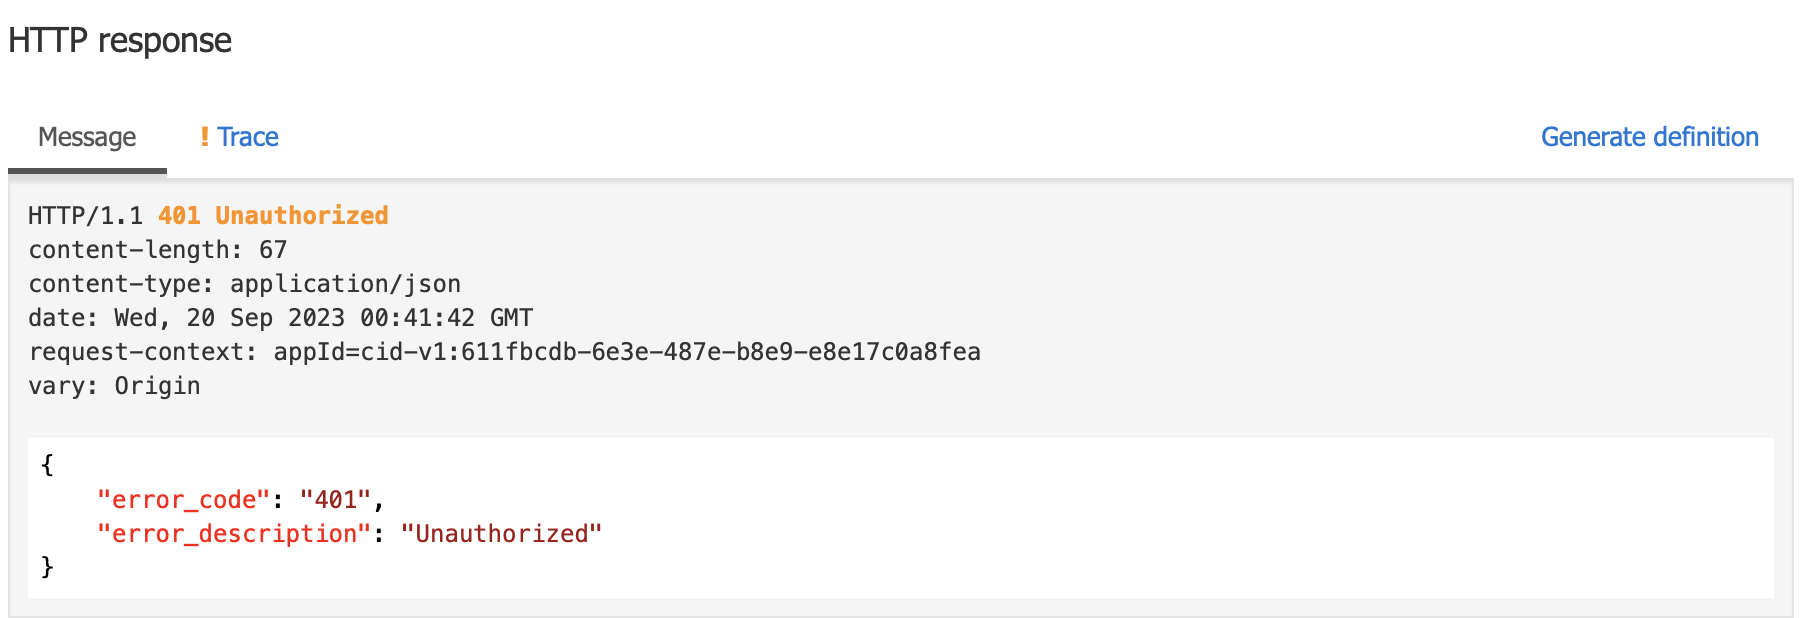 HTTP response
Message ! Trace Generate definition
HTTP/1.1 401 Unauthorized
content-length: 67
content-type: application/json
date: Wed, 20 Sep 2023 00:41:42 GMT
request-context: appId=cid-v1:611fbcdb-6e3e-487e-b8e9-e8e17c0a8fea
vary: Origin
{
    "error_code": "401",
    "error_description": "Unauthorized"
}